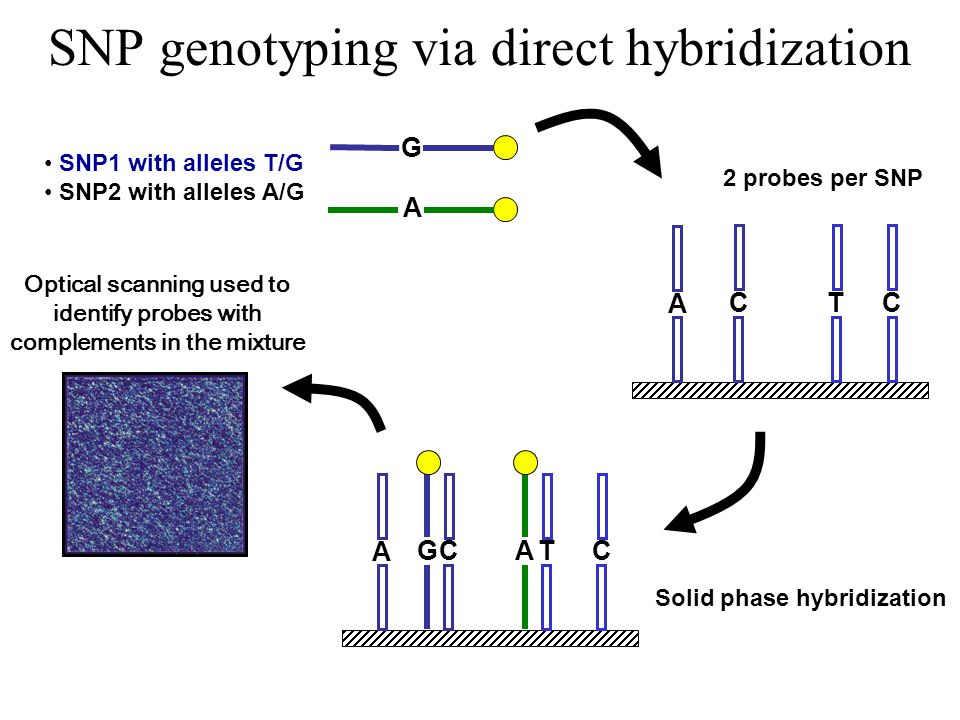 SNP genotyping via direct hybridization
• SNP1 with alleles T/G
• SNP2 with alleles A/G
G
A
2 probes per SNP
A C T C
Optical scanning used to
identify probes with
complements in the mixture
A G C A T C
Solid phase hybridization